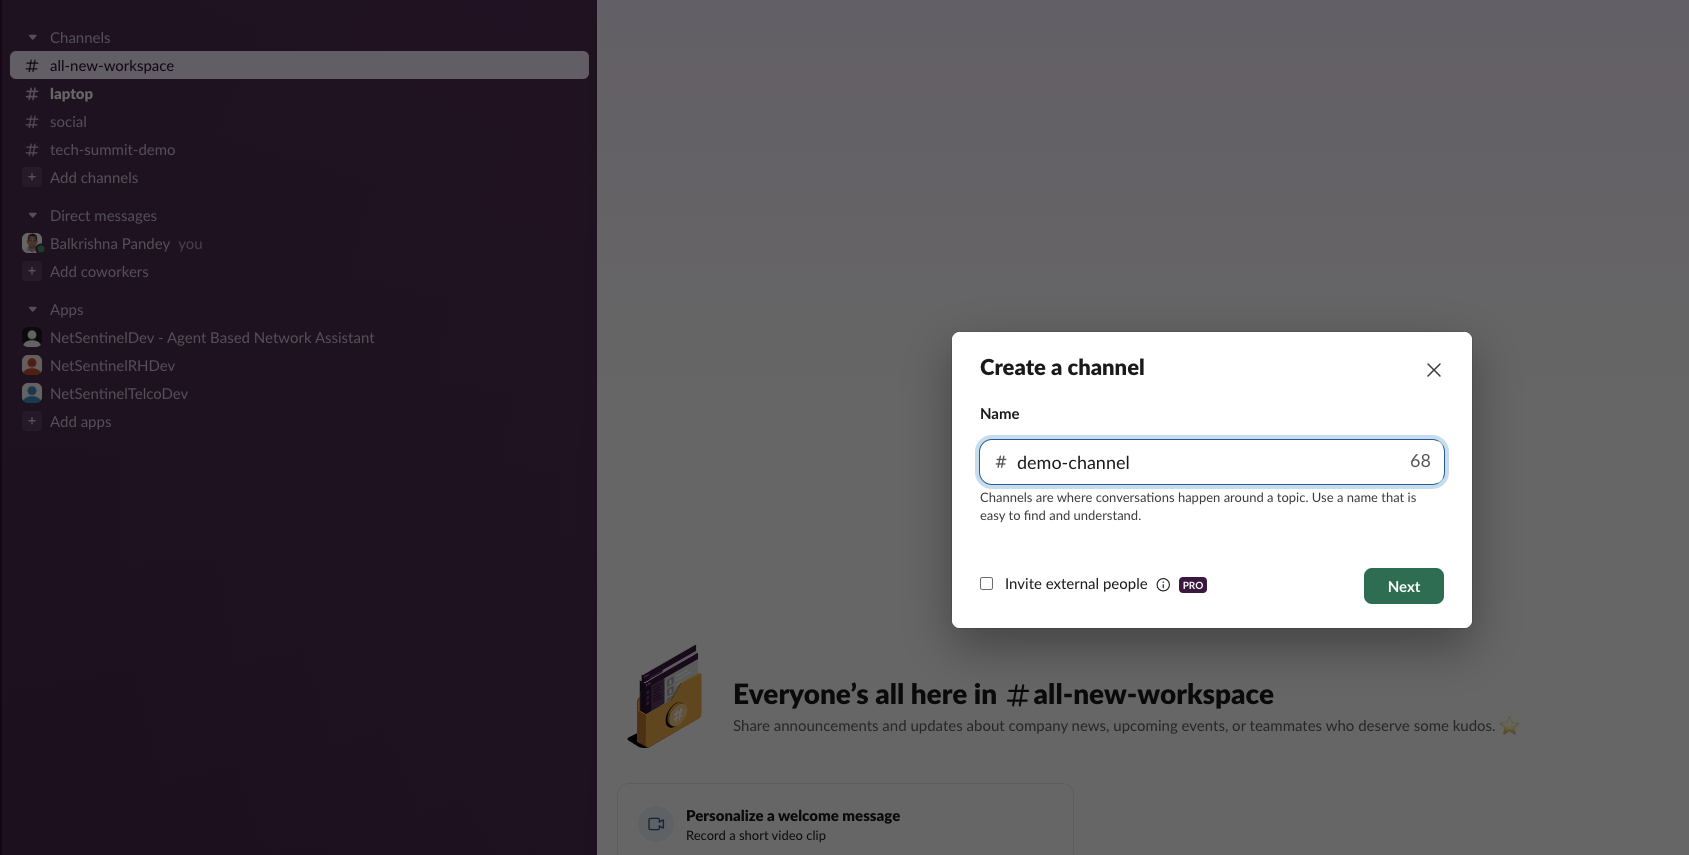 Channels
# all-new-workspace
# laptop
# social
# tech-summit-demo
+ Add channels
Direct messages
Balkrishna Pandey you
+ Add coworkers
Apps
NetSentinelDev - Agent Based Network Assistant
NetSentinelRHDev
NetSentinelTelcoDev
+ Add apps
Create a channel
Name
# demo-channel 68
Channels are where conversations happen around a topic. Use a name that is
easy to find and understand.
Invite external people PRO
Next
Everyone's all here in #all-new-workspace
Share announcements and updates about company news, upcoming events, or teammates who deserve some kudos. ⭐
Personalize a welcome message
Record a short video clip